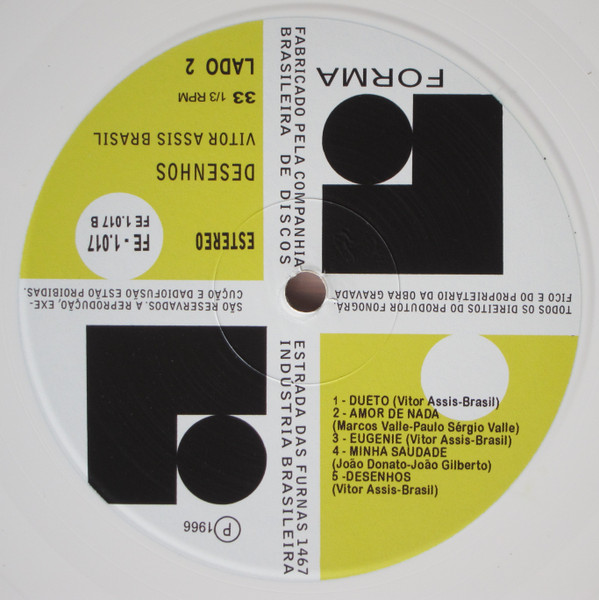 FORMA
LADO 2
33 1/3 RPM
VITOR ASSIS BRASIL
DESENHOS
ESTEREO
FE - 1.017
FE 1.017 B
FABRICADO PELA COMPANHIA
BRASILEIRA DE DISCOS
TODOS OS DIREITOS DO PRODUTOR FONOGRÁ-
FICO E DO PROPRIETÁRIO DA OBRA GRAVADA
SÃO RESERVADOS. A REPRODUÇÃO, EXE-
CUÇÃO E DADIOFUSÃO ESTÃO PROIBIDAS.
ESTRADA DAS FURNAS 1467
INDÚSTRIA BRASILEIRA
1 - DUETO (Vitor Assis-Brasil)
2 - AMOR DE NADA
(Marcos Valle-Paulo Sérgio Valle)
3 - EUGENIE (Vitor Assis-Brasil)
4 - MINHA SAUDADE
(João Donato-João Gilberto)
5 -DESENHOS
(Vitor Assis-Brasil)
℗ 1966